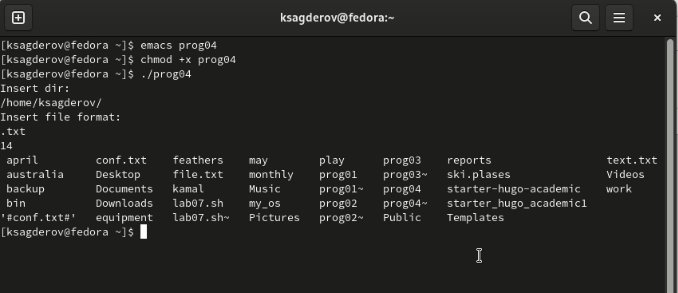 ksagderov@fedora:~
[ksagderov@fedora ~]$ emacs prog04
[ksagderov@fedora ~]$ chmod +x prog04
[ksagderov@fedora ~]$ ./prog04
Insert dir:
/home/ksagderov/
Insert file format:
.txt
14
april conf.txt feathers may play prog03 reports text.txt
australia Desktop file.txt monthly prog01 prog03~ ski.plases Videos
backup Documents kamal Music prog01~ prog04 starter-hugo-academic work
bin Downloads lab07.sh my_os prog02 prog04~ starter_hugo_academic1
'#conf.txt#' equipment lab07.sh~ Pictures prog02~ Public Templates
[ksagderov@fedora ~]$